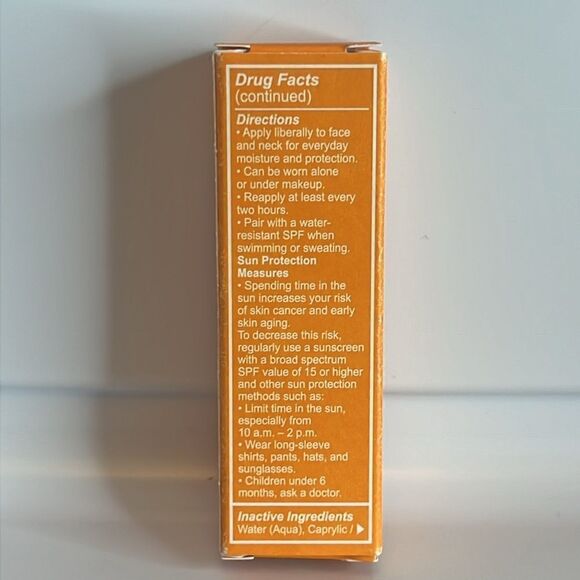 Drug Facts
(continued)
Directions
• Apply liberally to face
and neck for everyday
moisture and protection.
• Can be worn alone
or under makeup.
• Reapply at least every
two hours.
• Pair with a water-
resistant SPF when
swimming or sweating.
Sun Protection
Measures
• Spending time in the
sun increases your risk
of skin cancer and early
skin aging.
To decrease this risk,
regularly use a sunscreen
with a broad spectrum
SPF value of 15 or higher
and other sun protection
methods such as:
• Limit time in the sun,
especially from
10 a.m. – 2 p.m.
• Wear long-sleeve
shirts, pants, hats, and
sunglasses.
• Children under 6
months, ask a doctor.
Inactive Ingredients
Water (Aqua), Caprylic /